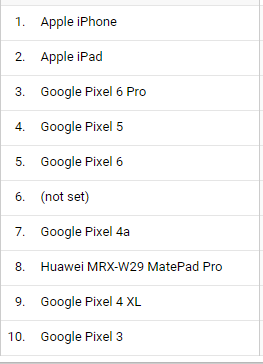 1. Apple iPhone
2. Apple iPad
3. Google Pixel 6 Pro
4. Google Pixel 5
5. Google Pixel 6
6. (not set)
7. Google Pixel 4a
8. Huawei MRX-W29 MatePad Pro
9. Google Pixel 4 XL
10. Google Pixel 3